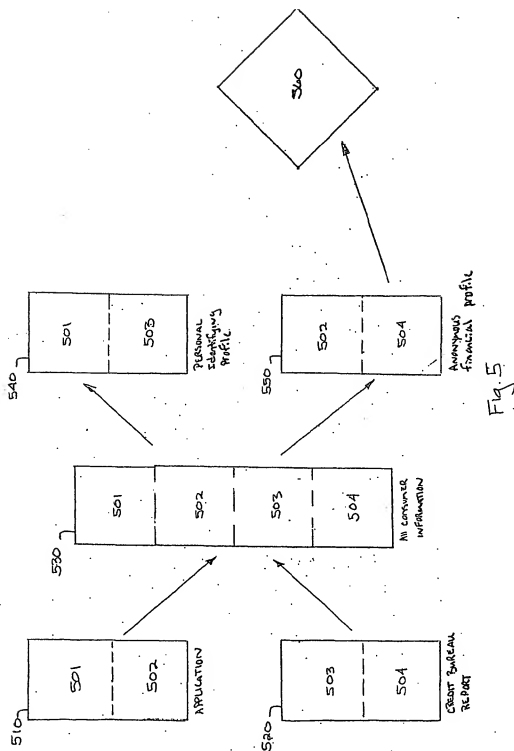 510
501
502
APPLICATION
520
503
504
CREDIT BUREAU
REPORT
530
501
502
503
504
All CONSUMER
INFORMATION
540
501
503
PERSONAL
Identifying
Profile
550
502
504
ANONYMOUS
financial profile
560
Fig. 5